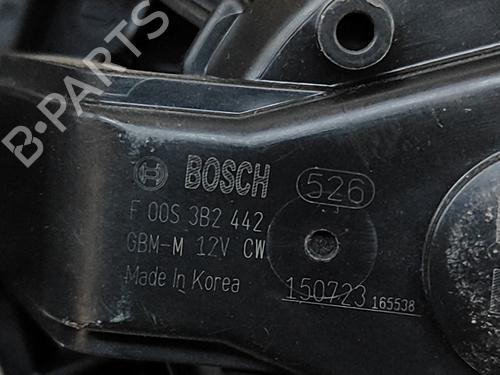 B-PARTS
BOSCH
526
F 00S 3B2 442
GBM-M 12V CW
Made In Korea
150723 165538